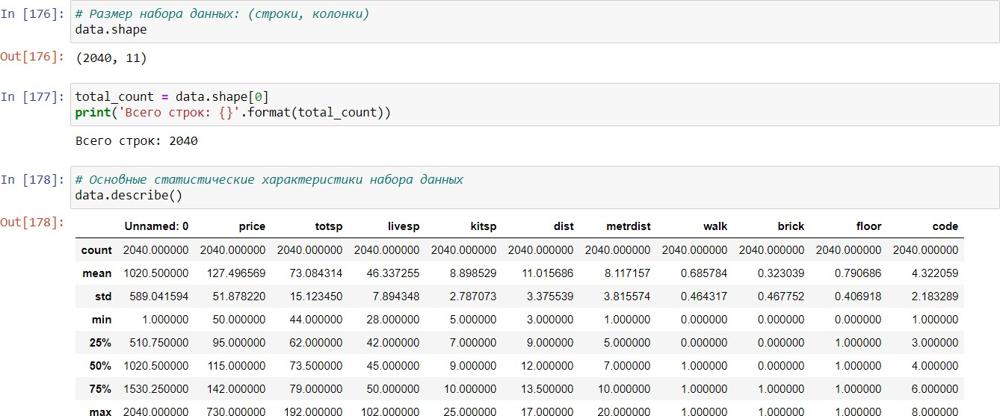 In [176]: # Размер набора данных: (строки, колонки)
data.shape
Out[176]: (2040, 11)
In [177]: total_count = data.shape[0]
print('Всего строк: {}'.format(total_count))
Всего строк: 2040
In [178]: # Основные статистические характеристики набора данных
data.describe()
Out[178]:
Unnamed: 0 price totsp livesp kitsp dist metrdist walk brick floor code
count 2040.000000 2040.000000 2040.000000 2040.000000 2040.000000 2040.000000 2040.000000 2040.000000 2040.000000 2040.000000 2040.000000
mean 1020.500000 127.496569 73.084314 46.337255 8.898529 11.015686 8.117157 0.685784 0.323039 0.790686 4.322059
std 589.041594 51.878220 15.123450 7.894348 2.787073 3.375539 3.815574 0.464317 0.467752 0.406918 2.183289
min 1.000000 50.000000 44.000000 28.000000 5.000000 3.000000 1.000000 0.000000 0.000000 0.000000 1.000000
25% 510.750000 95.000000 62.000000 42.000000 7.000000 9.000000 5.000000 0.000000 0.000000 1.000000 3.000000
50% 1020.500000 115.000000 73.500000 45.000000 9.000000 12.000000 7.000000 1.000000 0.000000 1.000000 4.000000
75% 1530.250000 142.000000 79.000000 50.000000 10.000000 13.500000 10.000000 1.000000 1.000000 1.000000 6.000000
max 2040.000000 730.000000 192.000000 102.000000 25.000000 17.000000 20.000000 1.000000 1.000000 1.000000 8.000000